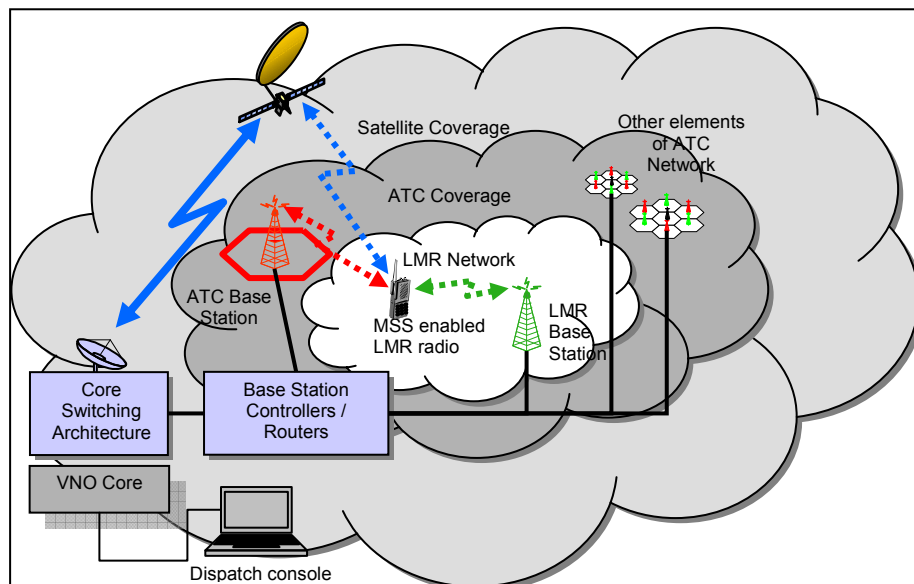 Satellite Coverage
Other elements
of ATC
Network
ATC Coverage
LMR Network
ATC Base
Station
MSS enabled
LMR radio
LMR
Base
Station
Core
Switching
Architecture
Base Station
Controllers /
Routers
VNO Core
Dispatch console